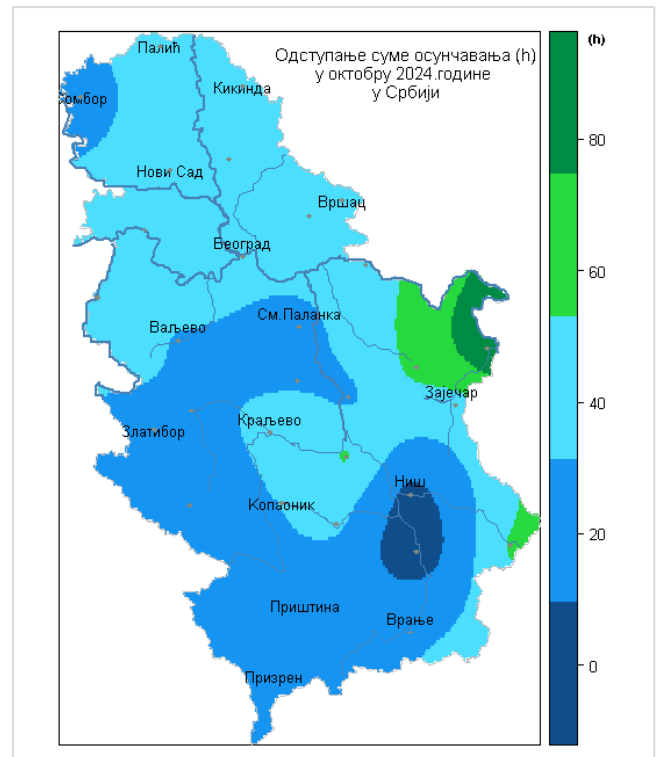 Одступање суме осунчавања (h)
у октобру 2024.године
у Србији
(h)
Палић
Кикинда
Сомбор
Нови Сад
Вршац
Београд
См.Паланка
Ваљево
Зајечар
Краљево
Златибор
Ниш
Копаоник
Приштина
Врање
Призрен
80
60
40
20
0